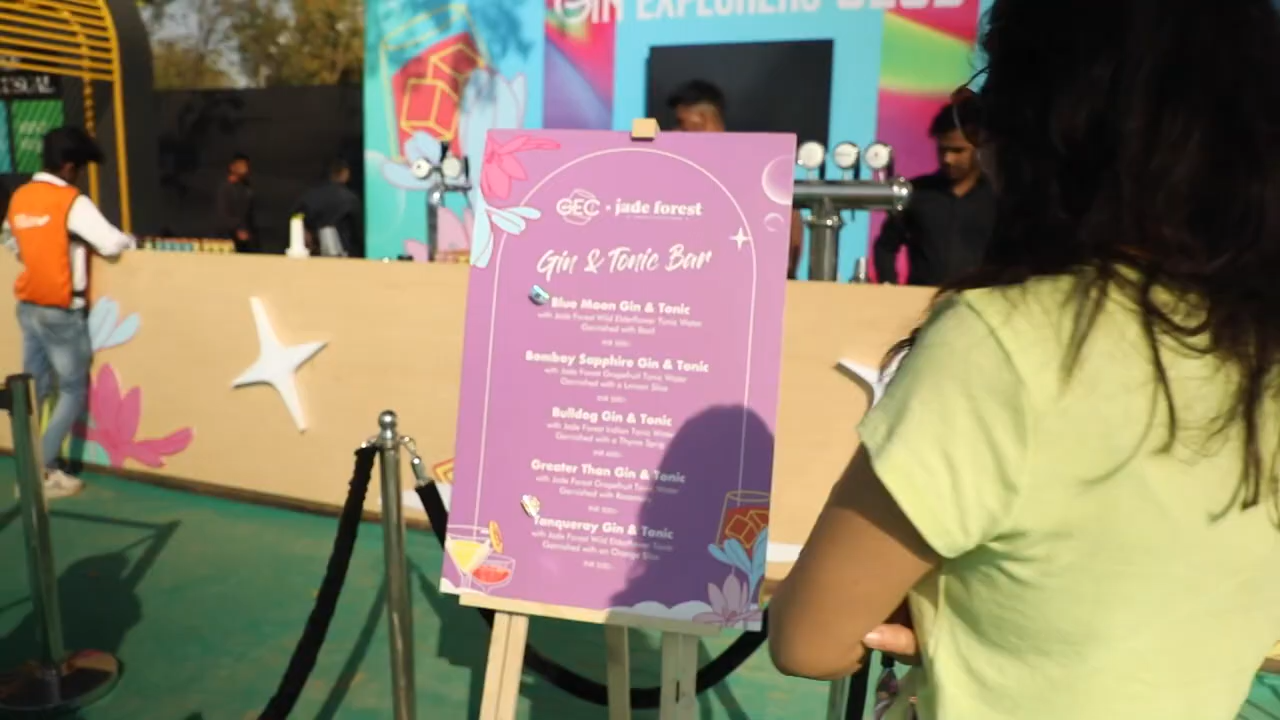 GIN EXPLORERS CLUB
GEC × jade forest
Gin & Tonic Bar
Blue Moon Gin & Tonic
with Jade Forest Wild Elderflower Tonic Water
Garnished with Basil
Bombay Sapphire Gin & Tonic
with Jade Forest Grapefruit Tonic Water
Garnished with a Lemon Slice
Bulldog Gin & Tonic
with Jade Forest Indian Tonic Water
Garnished with a Thyme Sprig
Greater Than Gin & Tonic
with Jade Forest Grapefruit Tonic Water
Garnished with
Tanqueray Gin & Tonic
with Jade Forest Wild Elderflower Tonic
Garnished with an Orange Slice